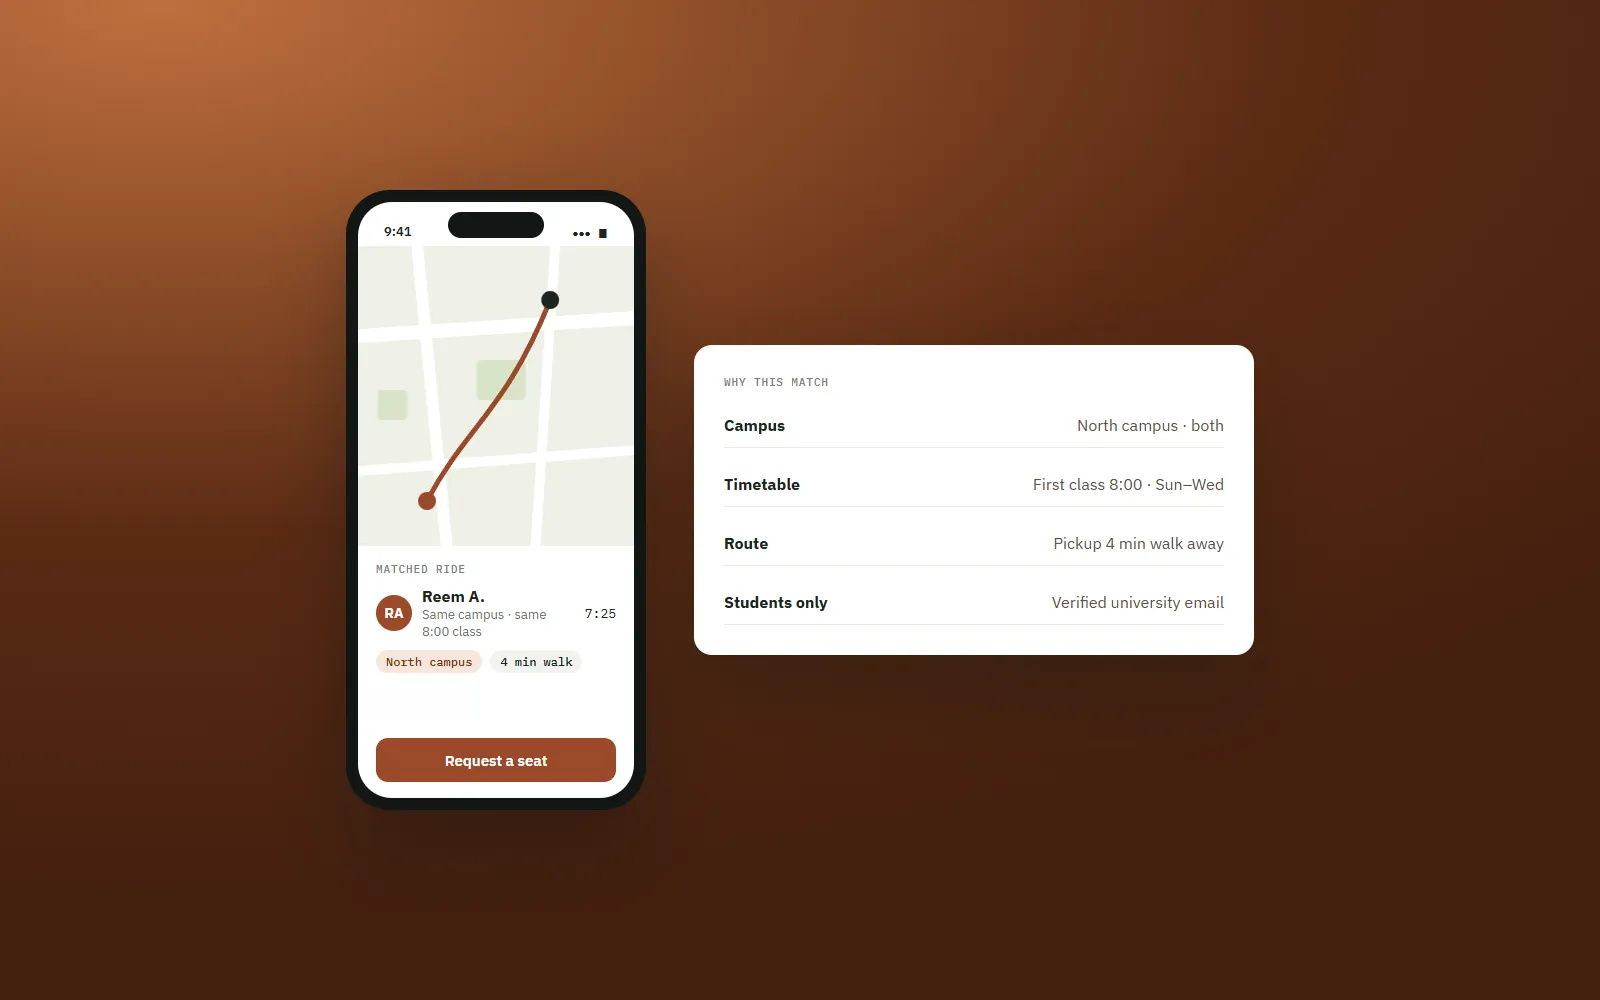 9:41
MATCHED RIDE
RA
Reem A.
Same campus · same
8:00 class
7:25
North campus
4 min walk
Request a seat
WHY THIS MATCH
Campus
North campus · both
Timetable
First class 8:00 · Sun–Wed
Route
Pickup 4 min walk away
Students only
Verified university email